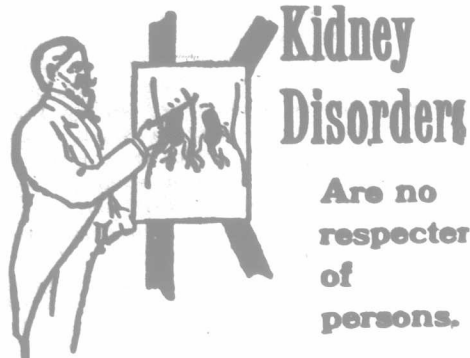 Kidney
Disorders
Are no
respecter
of
persons.